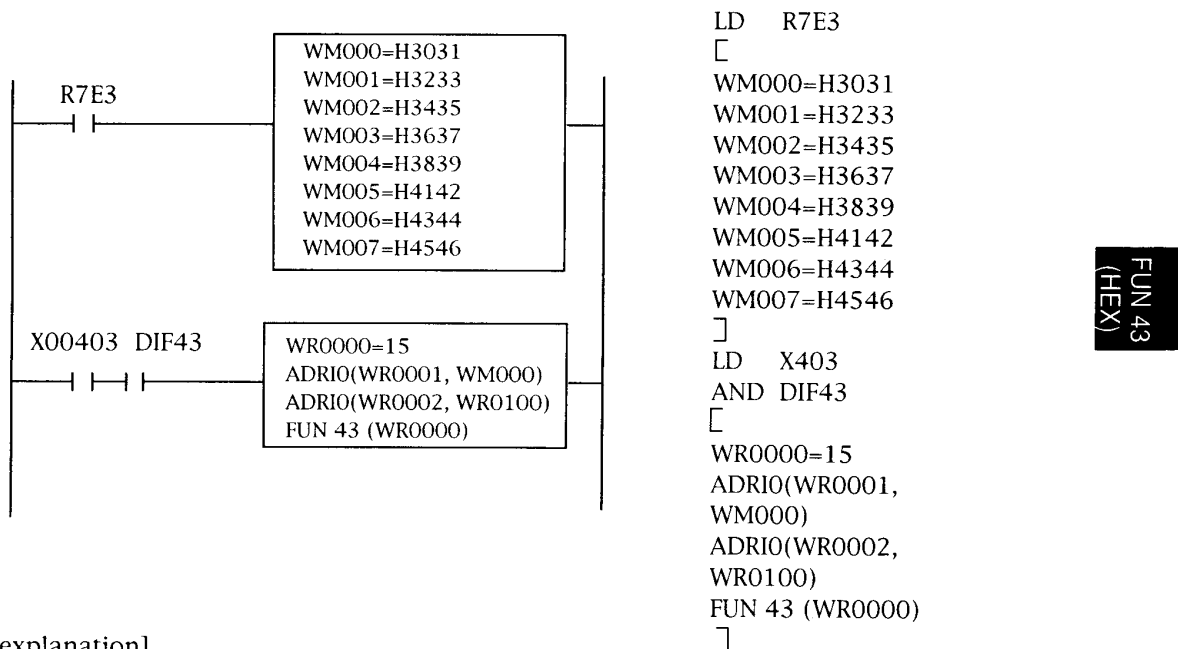 R7E3
WM000=H3031
WM001=H3233
WM002=H3435
WM003=H3637
WM004=H3839
WM005=H4142
WM006=H4344
WM007=H4546
X00403 DIF43
WR0000=15
ADRIO(WR0001, WM000)
ADRIO(WR0002, WR0100)
FUN 43 (WR0000)
LD R7E3
[
WM000=H3031
WM001=H3233
WM002=H3435
WM003=H3637
WM004=H3839
WM005=H4142
WM006=H4344
WM007=H4546
]
LD X403
AND DIF43
[
WR0000=15
ADRIO(WR0001,
WM000)
ADRIO(WR0002,
WR0100)
FUN 43 (WR0000)
]
FUN 43
(HEX)
explanation]